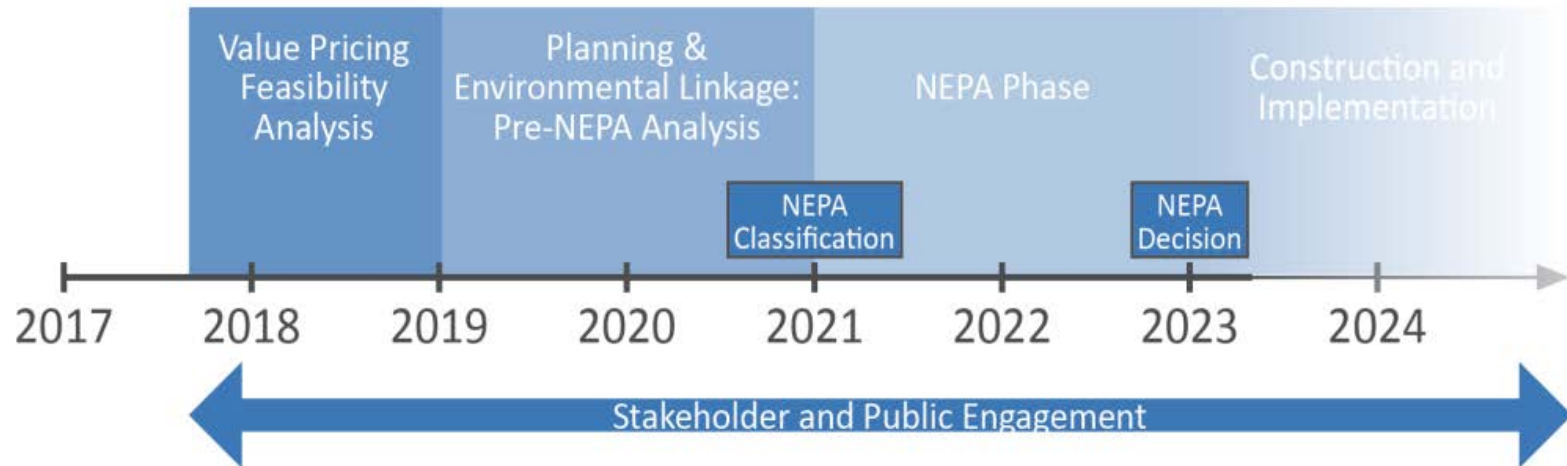 Value Pricing
Feasibility
Analysis
Planning &
Environmental Linkage:
Pre-NEPA Analysis
NEPA Phase
Construction and
Implementation
NEPA
Classification
NEPA
Decision
2017
2018
2019
2020
2021
2022
2023
2024
Stakeholder and Public Engagement